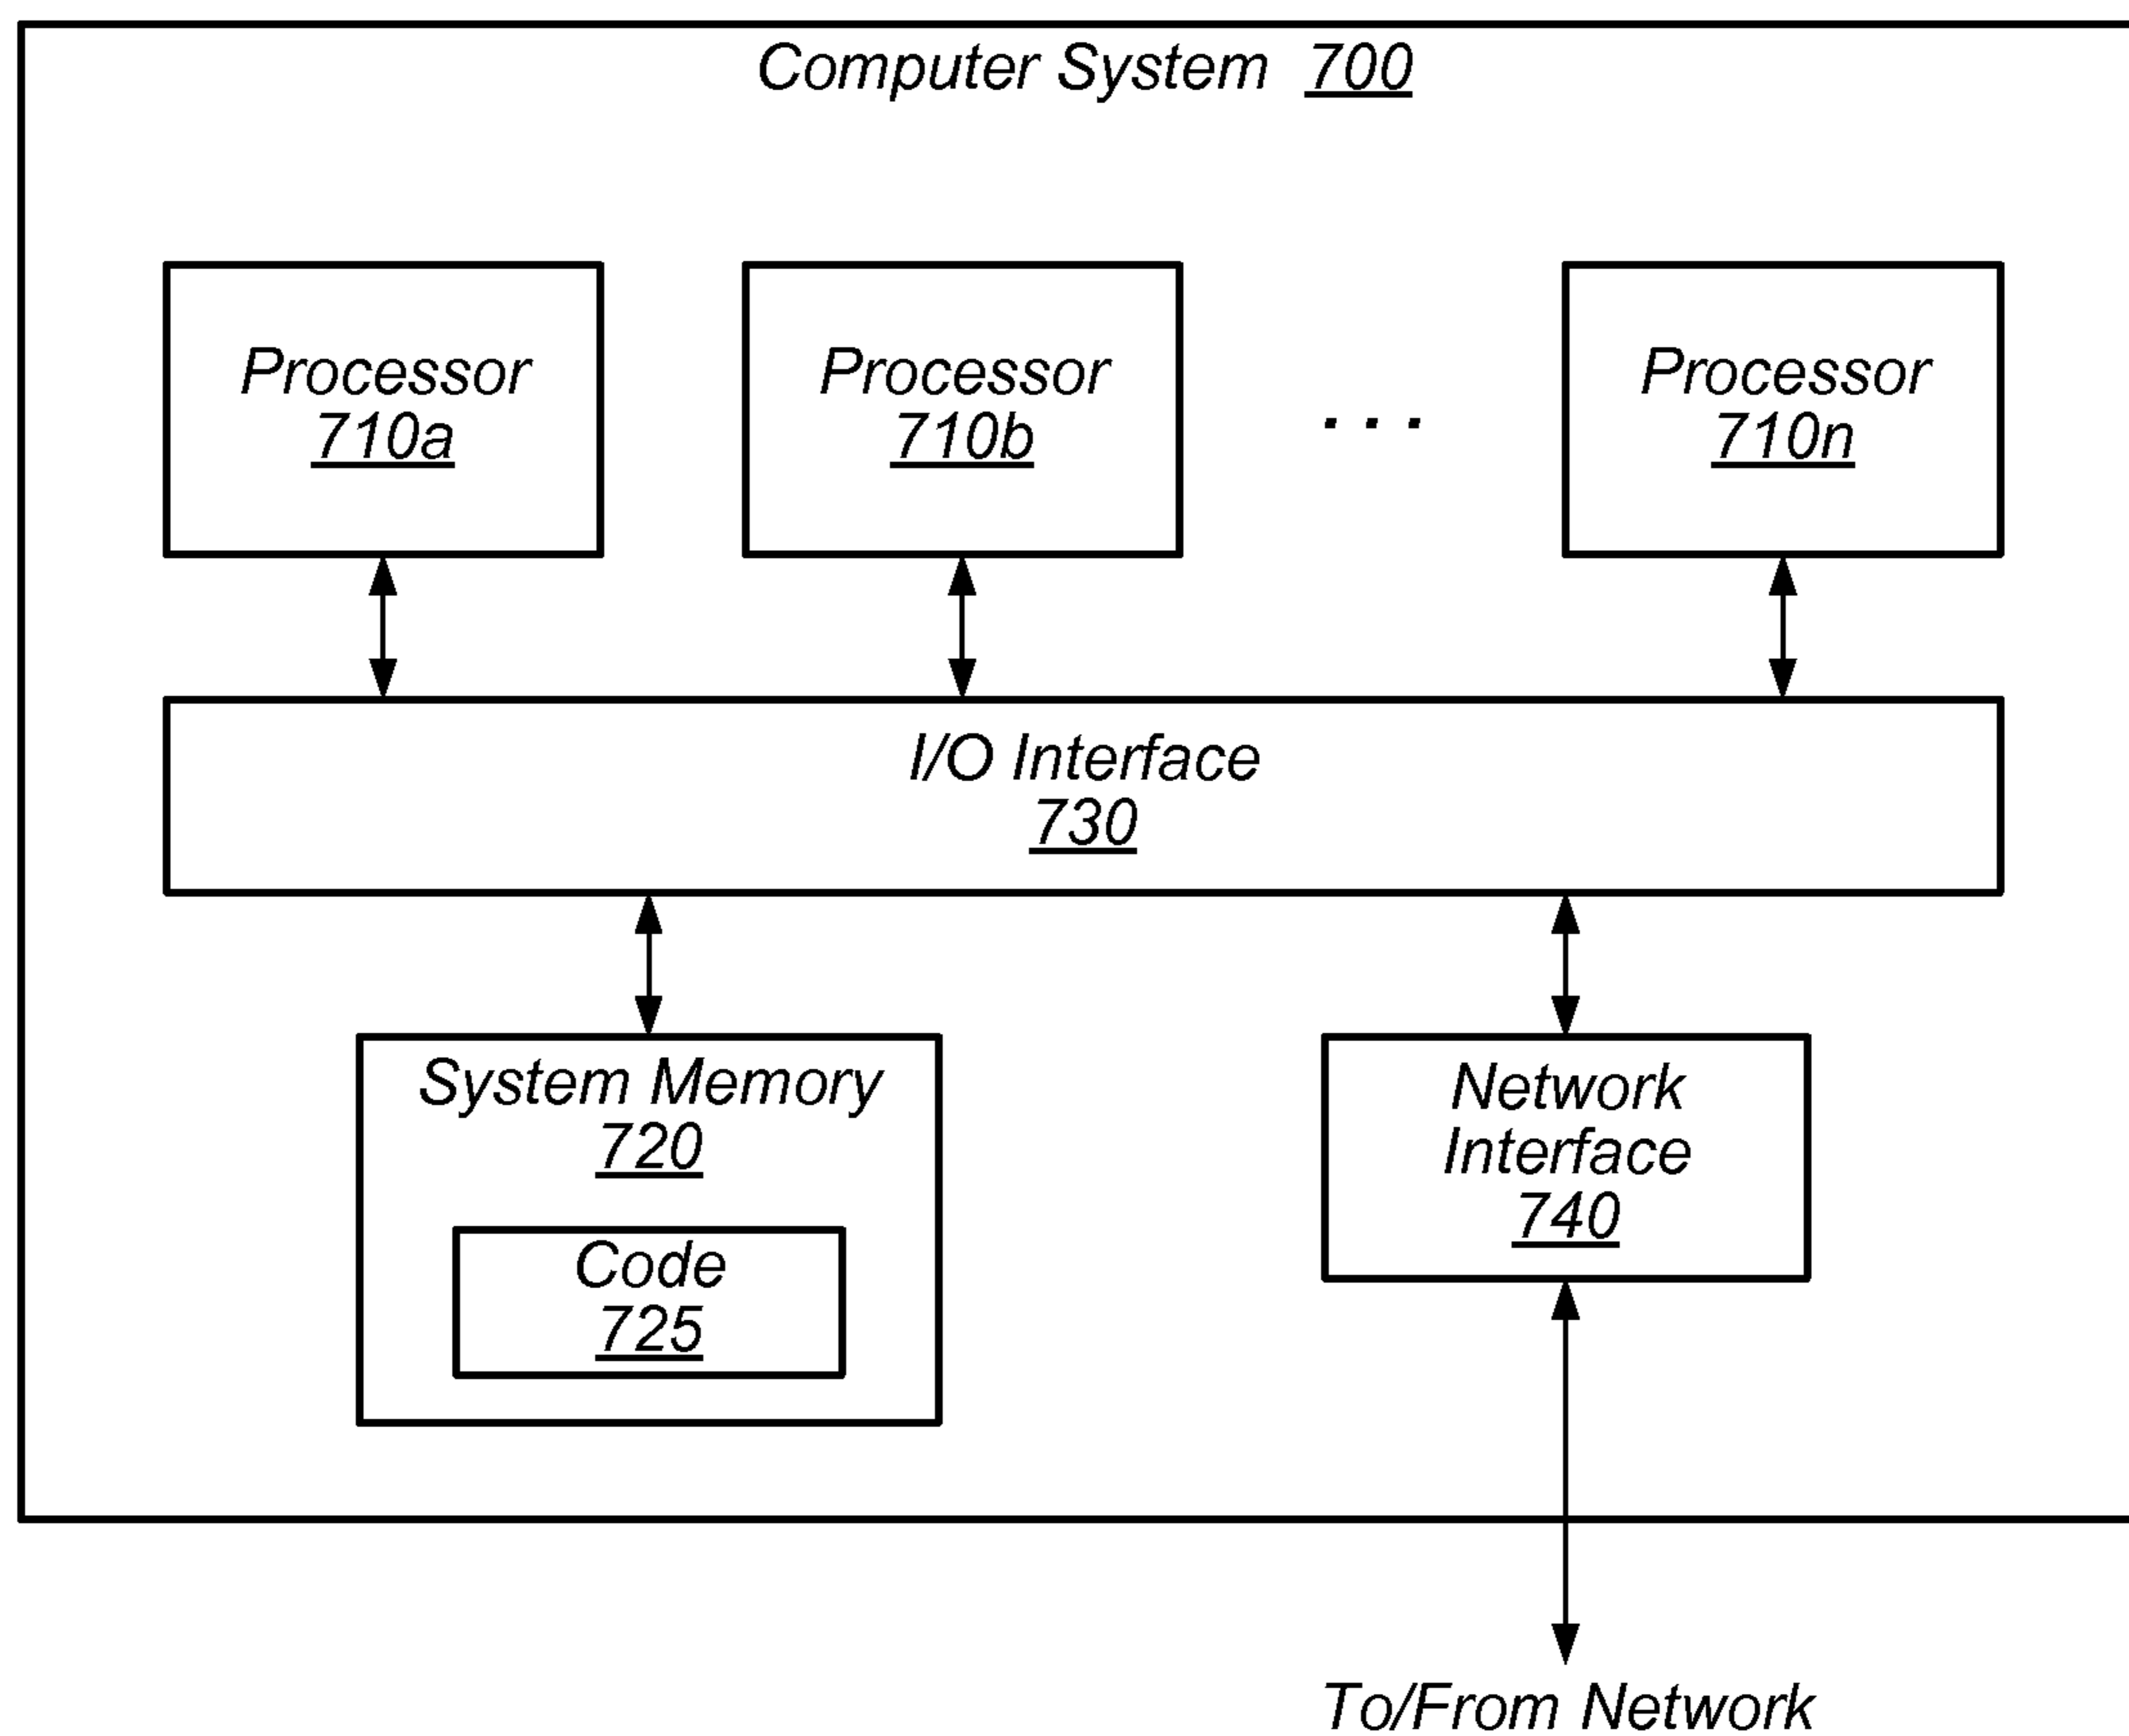 Computer System 700
Processor
710a
Processor
710b
. . .
Processor
710n
I/O Interface
730
System Memory
720
Code
725
Network
Interface
740
To/From Network